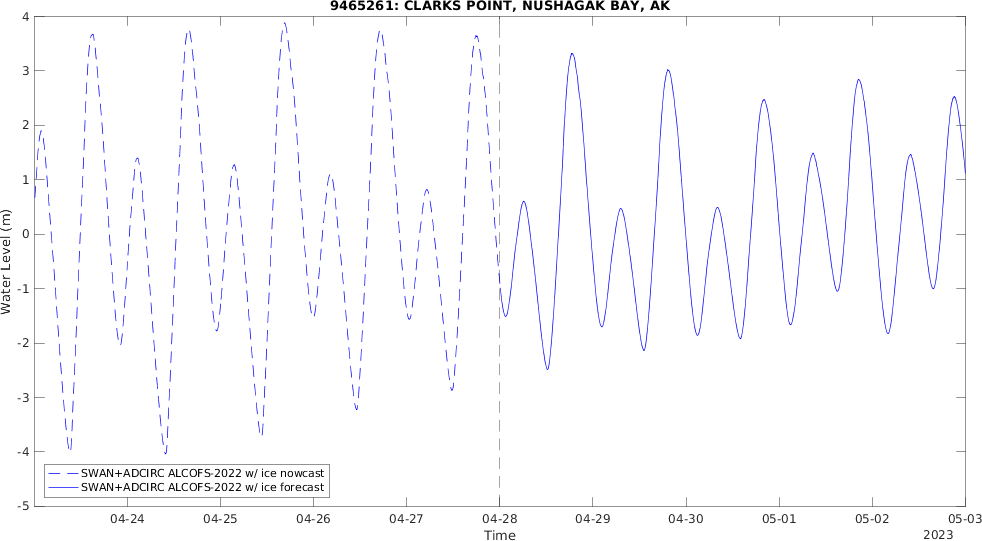 9465261: CLARKS POINT, NUSHAGAK BAY, AK
4
3
2
1
0
-1
-2
-3
-4
-5
Water Level (m)
SWAN+ADCIRC ALCOFS-2022 w/ ice nowcast
SWAN+ADCIRC ALCOFS-2022 w/ ice forecast
04-24 04-25 04-26 04-27 04-28 04-29 04-30 05-01 05-02 05-03
Time
2023